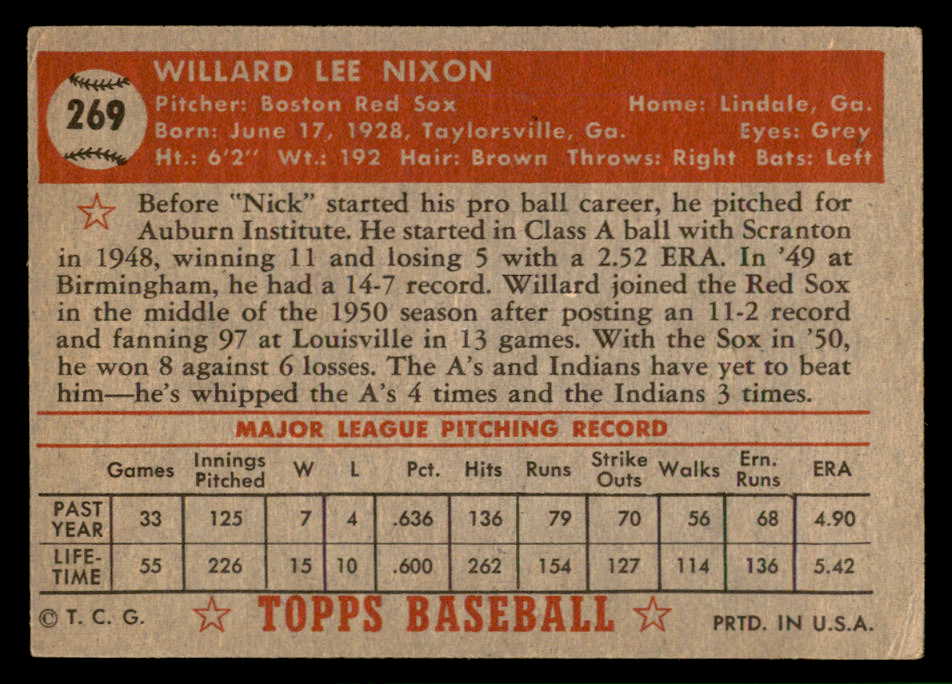 269
WILLARD LEE NIXON
Pitcher: Boston Red Sox Home: Lindale, Ga.
Born: June 17, 1928, Taylorsville, Ga. Eyes: Grey
Ht.: 6'2" Wt.: 192 Hair: Brown Throws: Right Bats: Left
Before "Nick" started his pro ball career, he pitched for
Auburn Institute. He started in Class A ball with Scranton
in 1948, winning 11 and losing 5 with a 2.52 ERA. In '49 at
Birmingham, he had a 14-7 record. Willard joined the Red Sox
in the middle of the 1950 season after posting an 11-2 record
and fanning 97 at Louisville in 13 games. With the Sox in '50,
he won 8 against 6 losses. The A's and Indians have yet to beat
him—he's whipped the A's 4 times and the Indians 3 times.
MAJOR LEAGUE PITCHING RECORD
Games Innings Pitched W L Pct. Hits Runs Strike Outs Walks Ern. Runs ERA
PAST YEAR 33 125 7 4 .636 136 79 70 56 68 4.90
LIFE-TIME 55 226 15 10 .600 262 154 127 114 136 5.42
© T. C. G. TOPPS BASEBALL PRTD. IN U.S.A.